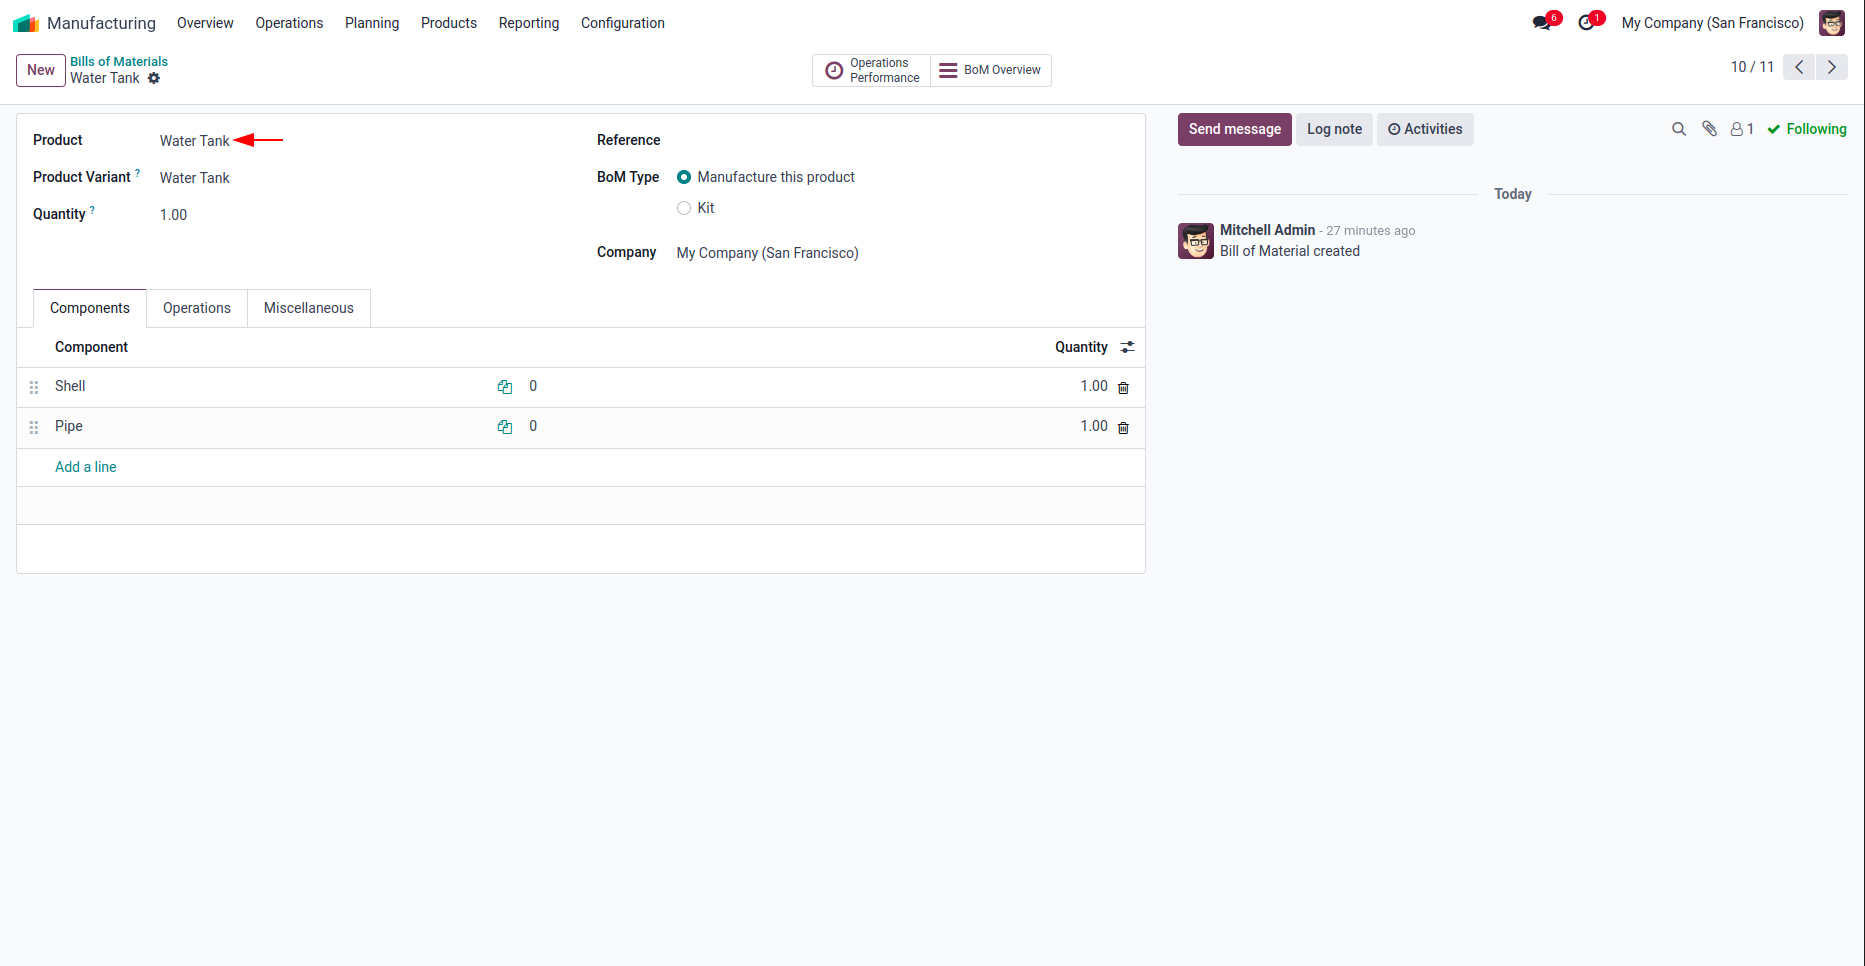 Manufacturing Overview Operations Planning Products Reporting Configuration 6 1 My Company (San Francisco)
New Bills of Materials
Water Tank
Operations Performance
BoM Overview
10 / 11
Product Water Tank
Product Variant ? Water Tank
Quantity ? 1.00
Reference
BoM Type Manufacture this product
Kit
Company My Company (San Francisco)
Components Operations Miscellaneous
Component Quantity
Shell 0 1.00
Pipe 0 1.00
Add a line
Send message Log note Activities 1 Following
Today
Mitchell Admin - 27 minutes ago
Bill of Material created